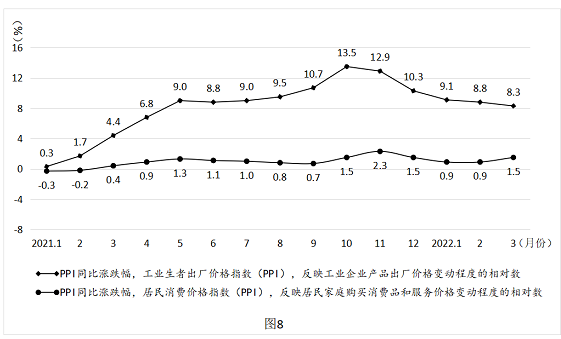 (%)
16
12
8
4
0
-4
-8
0.3 1.7 4.4 6.8 9.0 8.8 9.0 9.5 10.7 13.5 12.9 10.3 9.1 8.8 8.3
-0.3 -0.2 0.4 0.9 1.3 1.1 1.0 0.8 0.7 1.5 2.3 1.5 0.9 0.9 1.5
2021.1 2 3 4 5 6 7 8 9 10 11 12 2022.1 2 3 (月份)
PPI同比涨跌幅，工业生者出厂价格指数（PPI），反映工业企业产品出厂价格变动程度的相对数
PPI同比涨跌幅，居民消费价格指数（PPI），反映居民家庭购买消费品和服务价格变动程度的相对数
图8